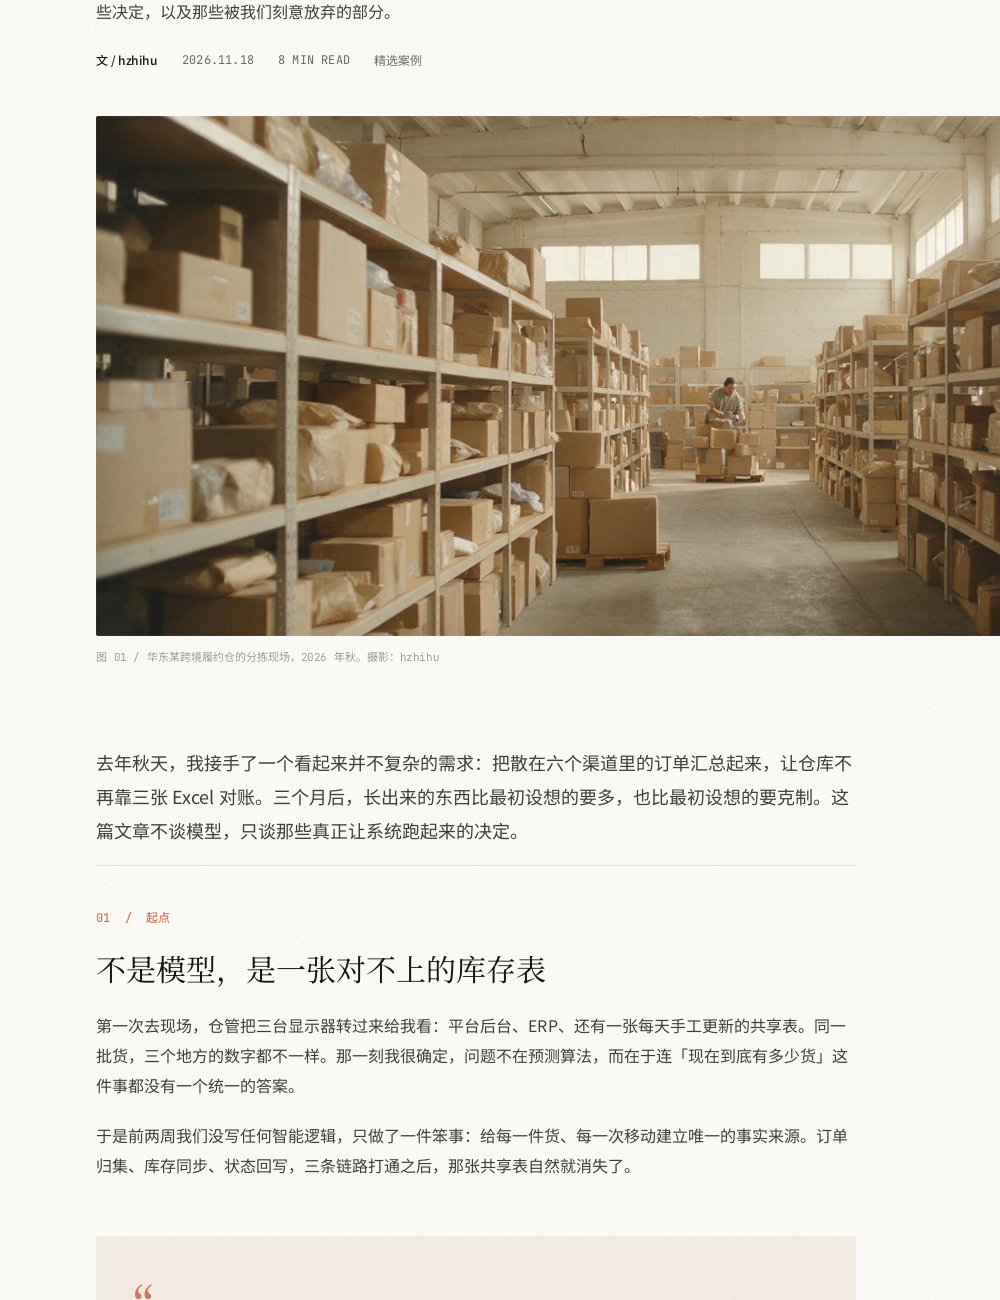 些决定，以及那些被我们刻意放弃的部分。
文 / hzhihu 2026.11.18 8 MIN READ 精选案例
图 01 / 华东某跨境履约仓的分拣现场，2026 年秋。摄影：hzhihu
去年秋天，我接手了一个看起来并不复杂的需求：把散在六个渠道里的订单汇总起来，让仓库不
再靠三张 Excel 对账。三个月后，长出来的东西比最初设想的要多，也比最初设想的要克制。这
篇文章不谈模型，只谈那些真正让系统跑起来的决定。
01 / 起点
不是模型，是一张对不上的库存表
第一次去现场，仓管把三台显示器转过来给我看：平台后台、ERP、还有一张每天手工更新的共享表。同一
批货，三个地方的数字都不一样。那一刻我很确定，问题不在预测算法，而在于连「现在到底有多少货」这
件事都没有一个统一的答案。
于是前两周我们没写任何智能逻辑，只做了一件笨事：给每一件货、每一次移动建立唯一的事实来源。订单
归集、库存同步、状态回写，三条链路打通之后，那张共享表自然就消失了。
“